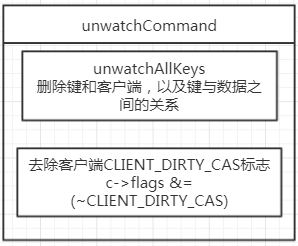 unwatchCommand
unwatchAllKeys
删除键和客户端，以及键与数据之
间的关系
去除客户端CLIENT_DIRTY_CAS标志
c->flags &=
(~CLIENT_DIRTY_CAS)